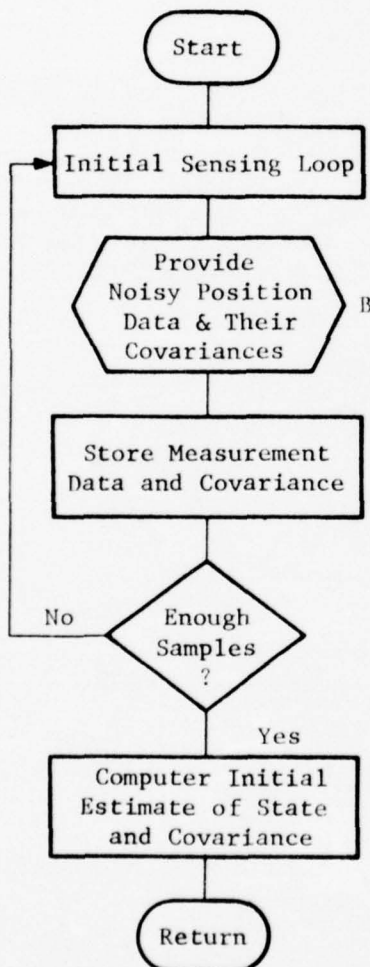 Start
Initial Sensing Loop
Provide
Noisy Position
Data & Their
Covariances
B
Store Measurement
Data and Covariance
No
Enough
Samples
?
Yes
Computer Initial
Estimate of State
and Covariance
Return